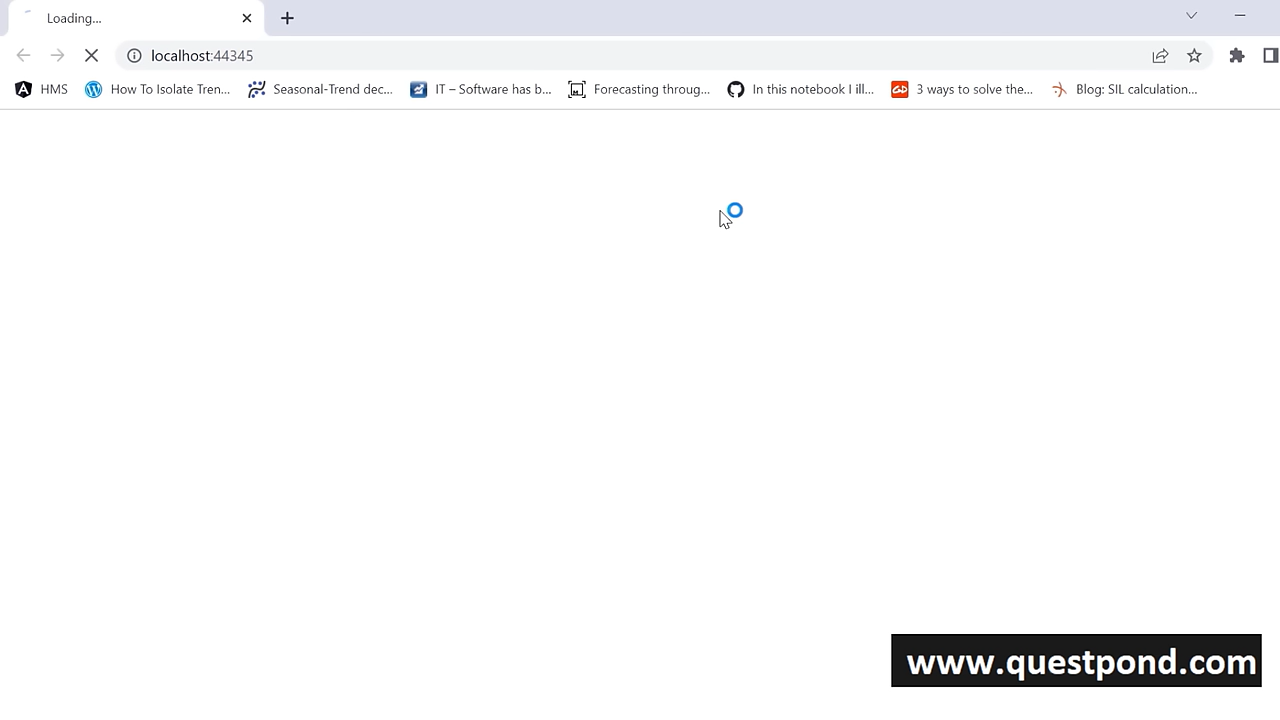 Loading...
localhost:44345
HMS
How To Isolate Tren...
Seasonal-Trend dec...
IT – Software has b...
Forecasting throug...
In this notebook I ill...
3 ways to solve the...
Blog: SIL calculation...
www.questpond.com